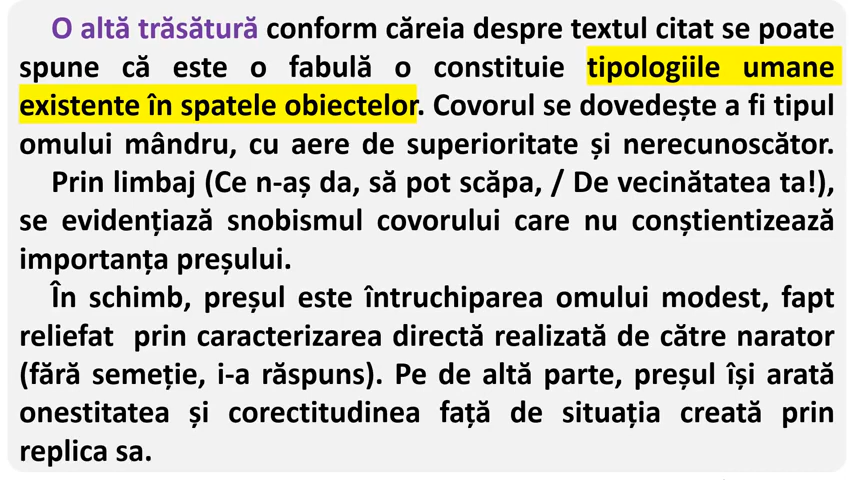 O altă trăsătură conform căreia despre textul citat se poate
spune că este o fabulă o constituie tipologiile umane
existente în spatele obiectelor. Covorul se dovedește a fi tipul
omului mândru, cu aere de superioritate și nerecunoscător.
Prin limbaj (Ce n-aș da, să pot scăpa, / De vecinătatea ta!),
se evidențiază snobismul covorului care nu conștientizează
importanța preșului.
În schimb, preșul este întruchiparea omului modest, fapt
reliefat prin caracterizarea directă realizată de către narator
(fără semeție, i-a răspuns). Pe de altă parte, preșul își arată
onestitatea și corectitudinea față de situația creată prin
replica sa.